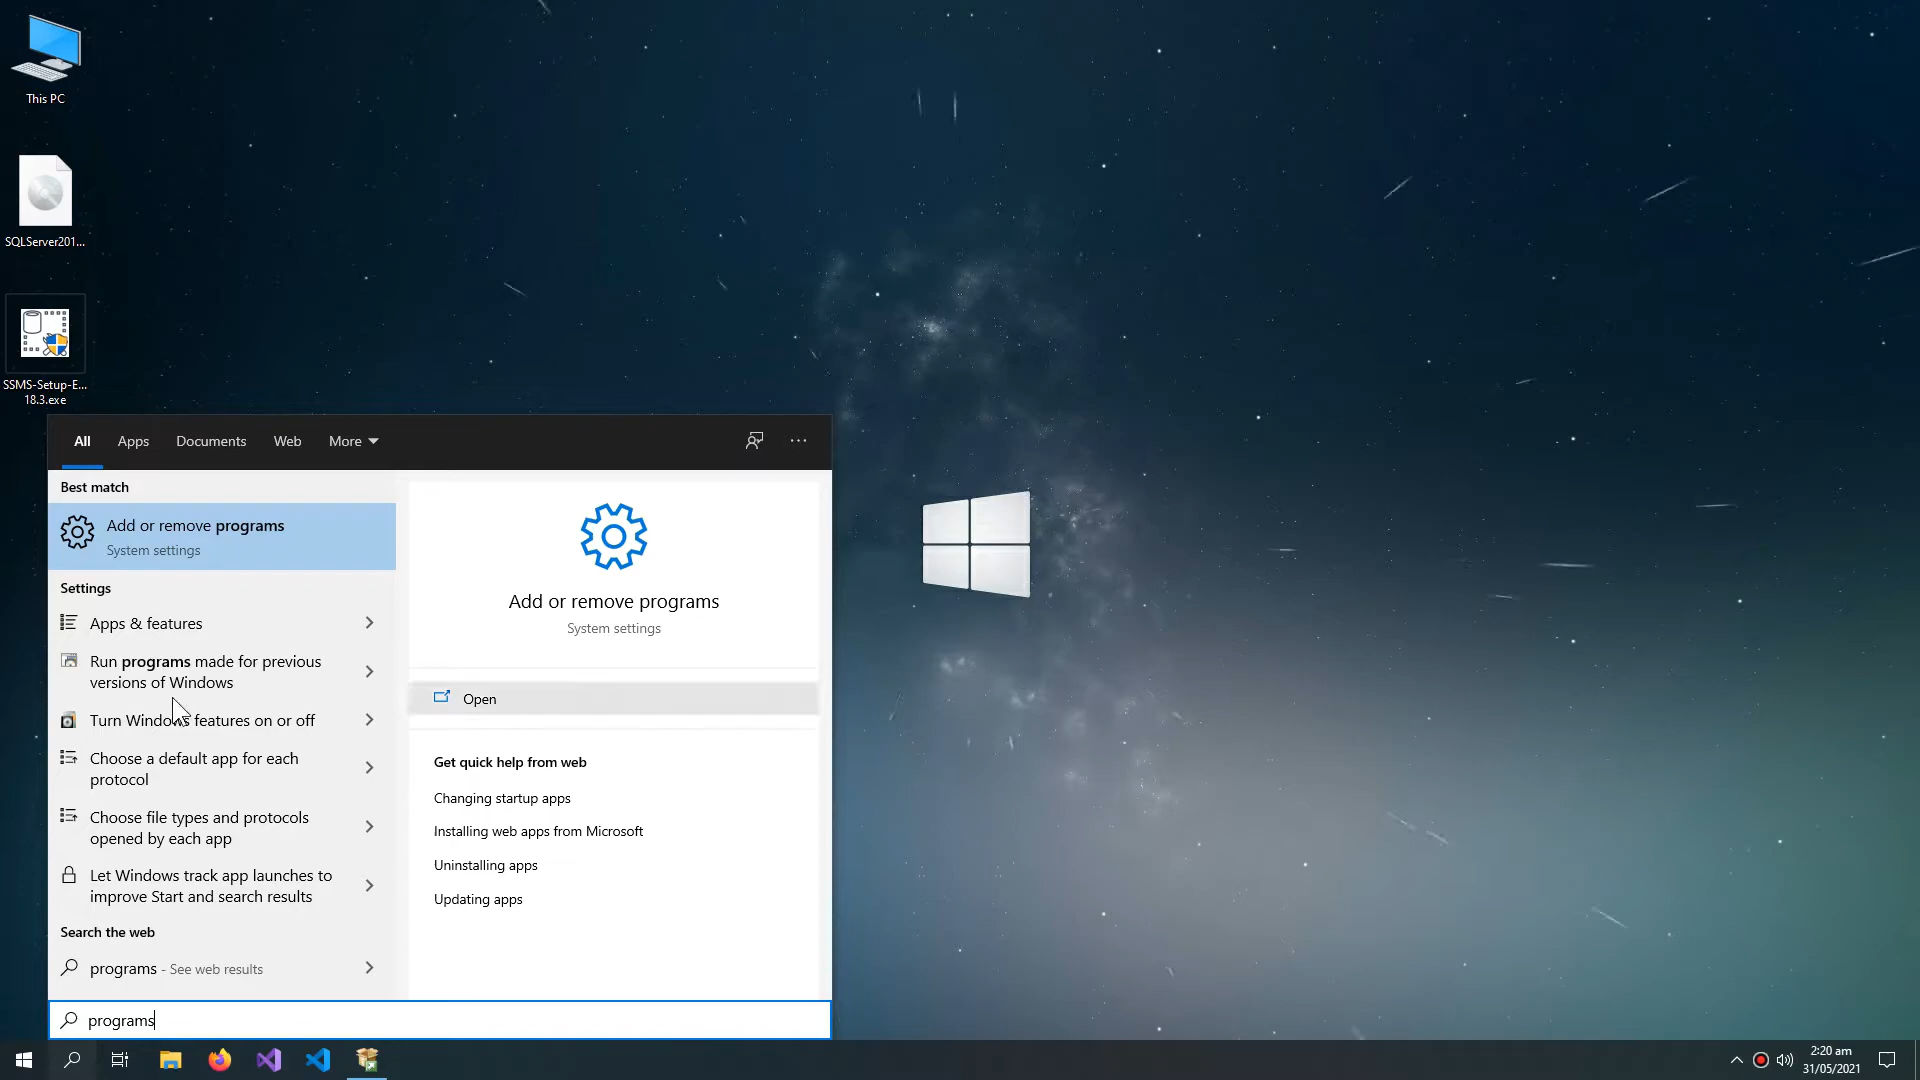 This PC
SQLServer201...
SSMS-Setup-E...
18.3.exe
All
Apps
Documents
Web
More
Best match
Add or remove programs
System settings
Settings
Apps & features
Run programs made for previous
versions of Windows
Turn Windows features on or off
Choose a default app for each
protocol
Choose file types and protocols
opened by each app
Let Windows track app launches to
improve Start and search results
Search the web
programs - See web results
Add or remove programs
System settings
Open
Get quick help from web
Changing startup apps
Installing web apps from Microsoft
Uninstalling apps
Updating apps
programs
2:20 am
31/05/2021